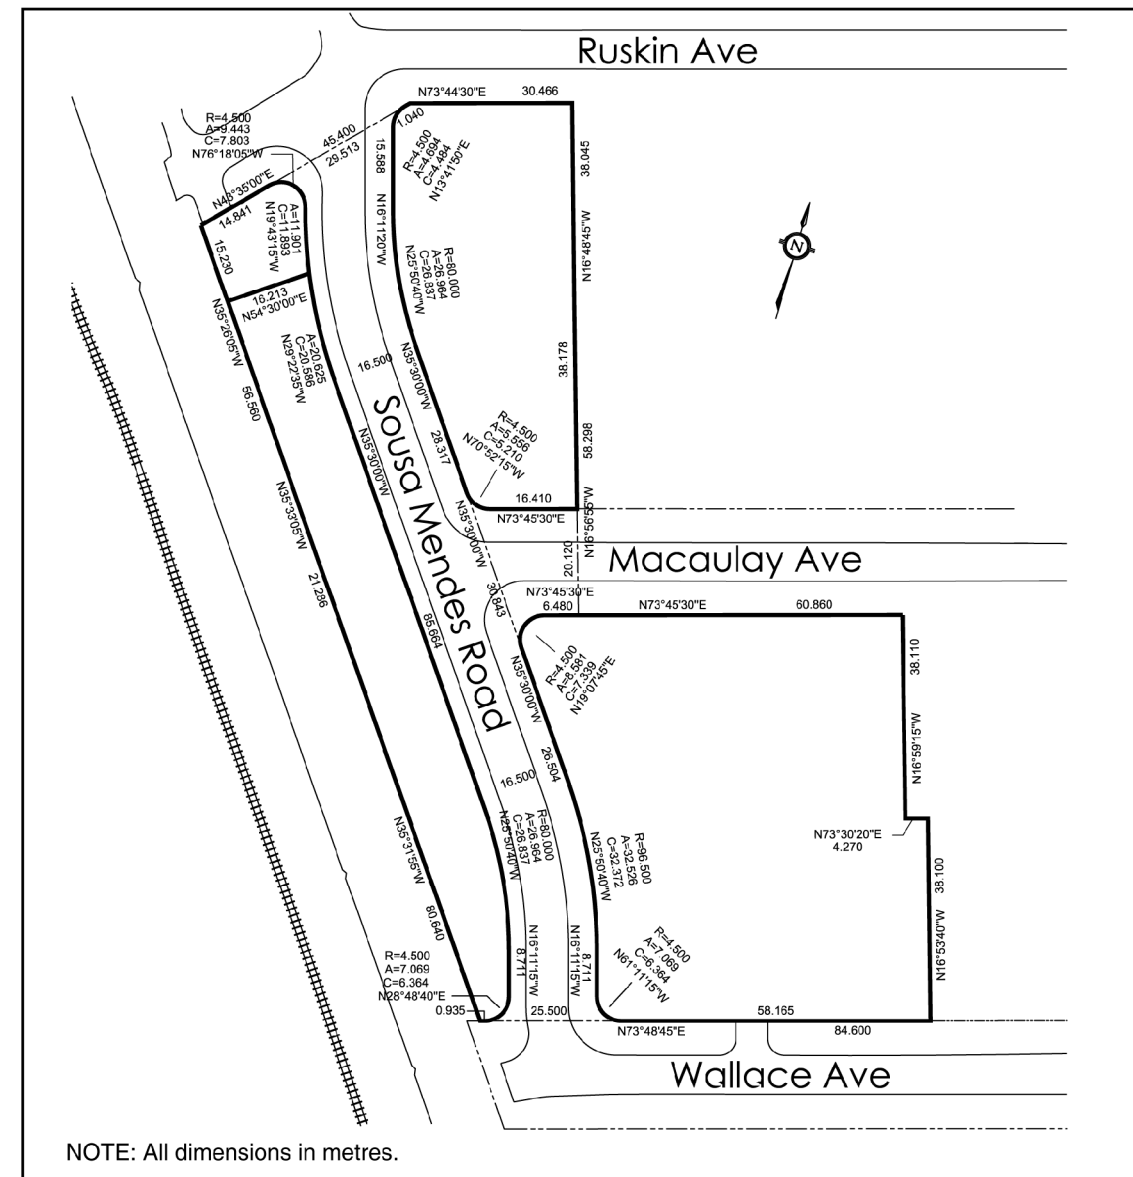 Ruskin Ave
N73°44'30"E 30.466
R=4.500
A=9.443
C=7.803
N76°18'05"W
45.400
29.513
1.040
R=4.500
A=4.694
C=4.484
N13°41'50"E
15.588
N16°11'20"W
38.045
N16°48'45"W
N43°35'00"E
14.841
15.230
A=11.901
C=11.893
N19°43'15"W
16.213
N54°30'00"E
R=80.000
A=26.964
C=26.837
N25°50'40"W
N
N35°26'05"W
56.560
A=20.625
C=20.586
N29°22'35"W
16.500
N35°30'00"W
28.317
38.178
58.298
R=4.500
A=5.556
C=5.210
N70°52'15"W
16.410
N73°45'30"E
N16°56'55"W
N35°30'00"W
Sousa Mendes Road
N35°30'00"W
N35°33'05"W
21.286
85.664
20.120
Macaulay Ave
30.843
N73°45'30"E
6.480
N73°45'30"E 60.860
R=4.500
A=8.581
C=7.339
N19°07'45"E
N35°30'00"W
26.504
38.110
N16°59'15"W
16.500
N73°30'20"E
4.270
R=80.000
A=26.964
C=26.837
N25°50'40"W
R=96.500
A=32.526
C=32.372
N25°50'40"W
N35°31'55"W
80.640
38.100
N16°53'40"W
R=4.500
A=7.069
C=6.364
N28°48'40"E
0.935
N16°11'15"W
8.711
N16°11'15"W
8.711
R=4.500
A=7.069
C=6.364
N61°11'15"W
25.500
58.165
N73°48'45"E
84.600
Wallace Ave
NOTE: All dimensions in metres.